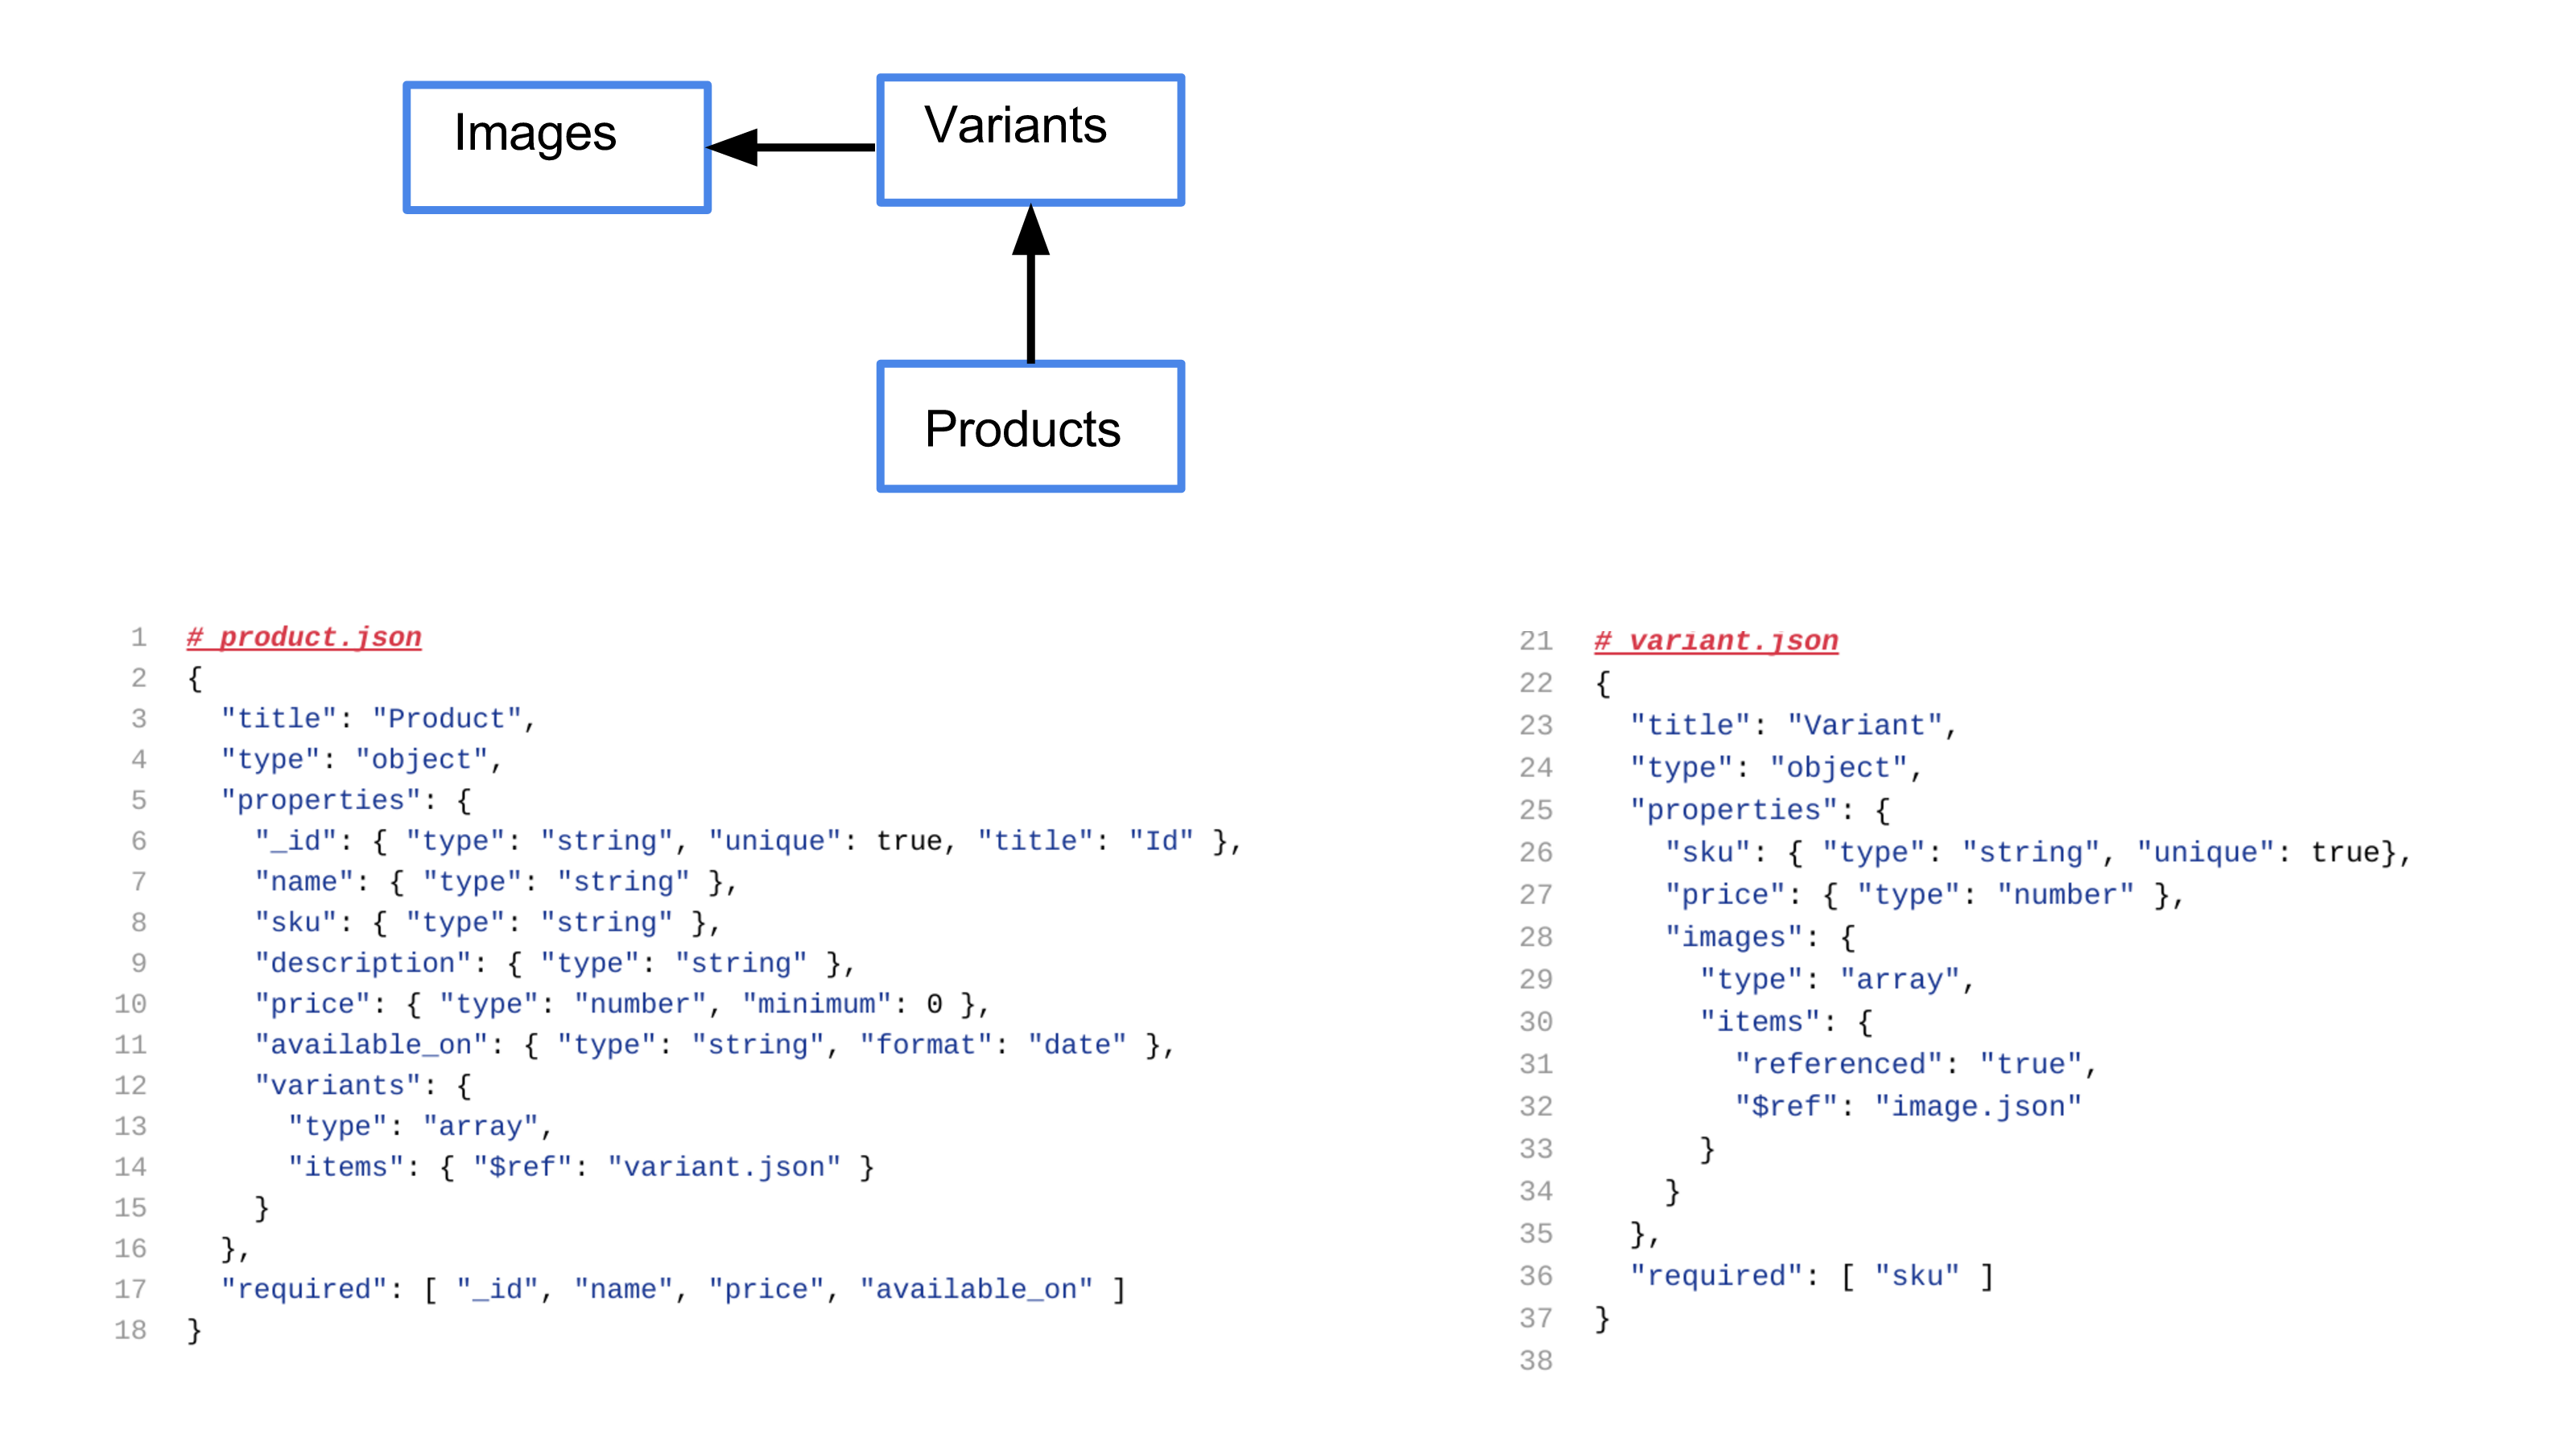 Images
Variants
Products
1 # product.json
2 {
3 "title": "Product",
4 "type": "object",
5 "properties": {
6 "_id": { "type": "string", "unique": true, "title": "Id" },
7 "name": { "type": "string" },
8 "sku": { "type": "string" },
9 "description": { "type": "string" },
10 "price": { "type": "number", "minimum": 0 },
11 "available_on": { "type": "string", "format": "date" },
12 "variants": {
13 "type": "array",
14 "items": { "$ref": "variant.json" }
15 }
16 },
17 "required": [ "_id", "name", "price", "available_on" ]
18 }
21 # variant.json
22 {
23 "title": "Variant",
24 "type": "object",
25 "properties": {
26 "sku": { "type": "string", "unique": true},
27 "price": { "type": "number" },
28 "images": {
29 "type": "array",
30 "items": {
31 "referenced": "true",
32 "$ref": "image.json"
33 }
34 }
35 },
36 "required": [ "sku" ]
37 }
38